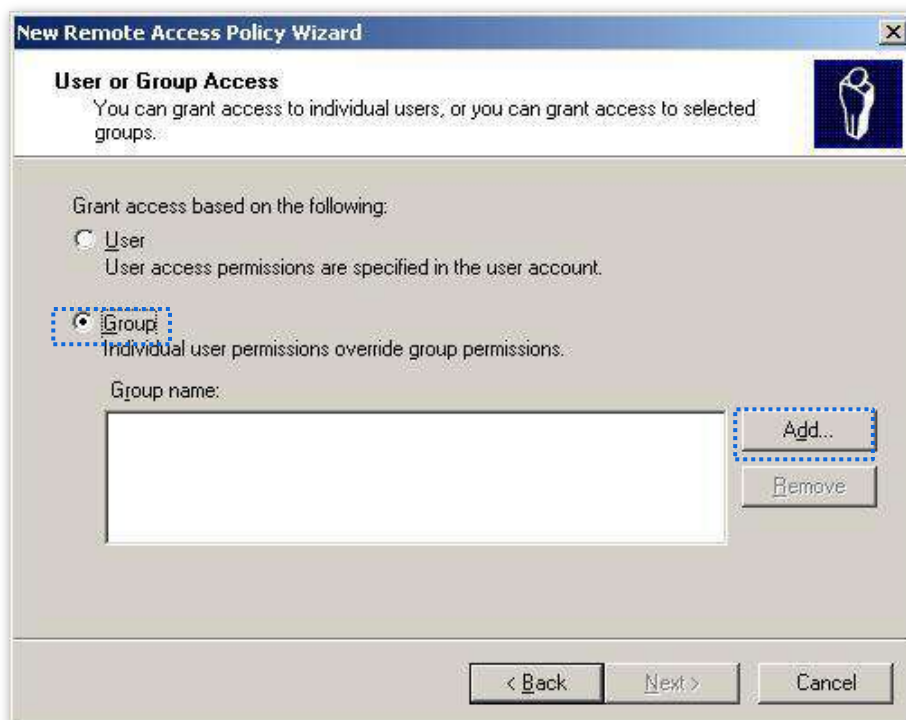 New Remote Access Policy Wizard
User or Group Access
You can grant access to individual users, or you can grant access to selected
groups.
Grant access based on the following:
User
User access permissions are specified in the user account.
Group
Individual user permissions override group permissions.
Group name:
Add...
Remove
< Back
Next >
Cancel